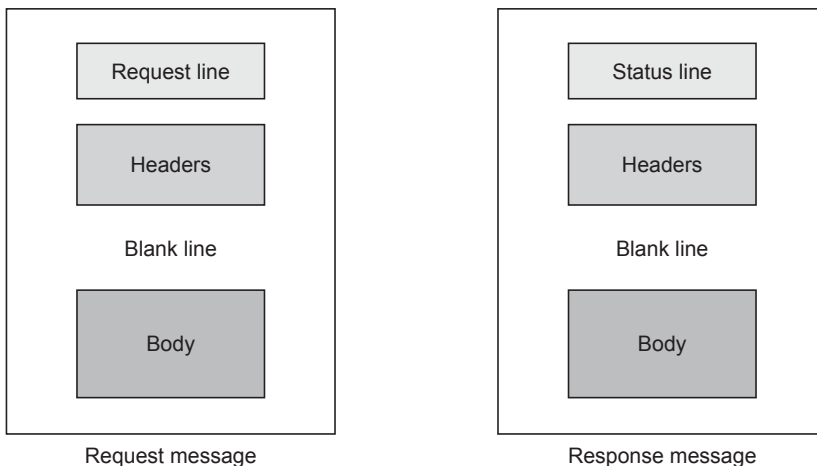 Request line
Headers
Blank line
Body
Request message
Status line
Headers
Blank line
Body
Response message